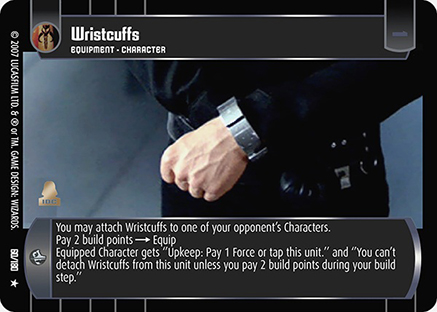 Wristcuffs
EQUIPMENT • CHARACTER
© 2007 LUCASFILM LTD. & ® or TM. GAME DESIGN: WIZARDS.
IDC
You may attach Wristcuffs to one of your opponent's Characters.
Pay 2 build points → Equip
Equipped Character gets "Upkeep: Pay 1 Force or tap this unit." and "You can't
detach Wristcuffs from this unit unless you pay 2 build points during your build
step."